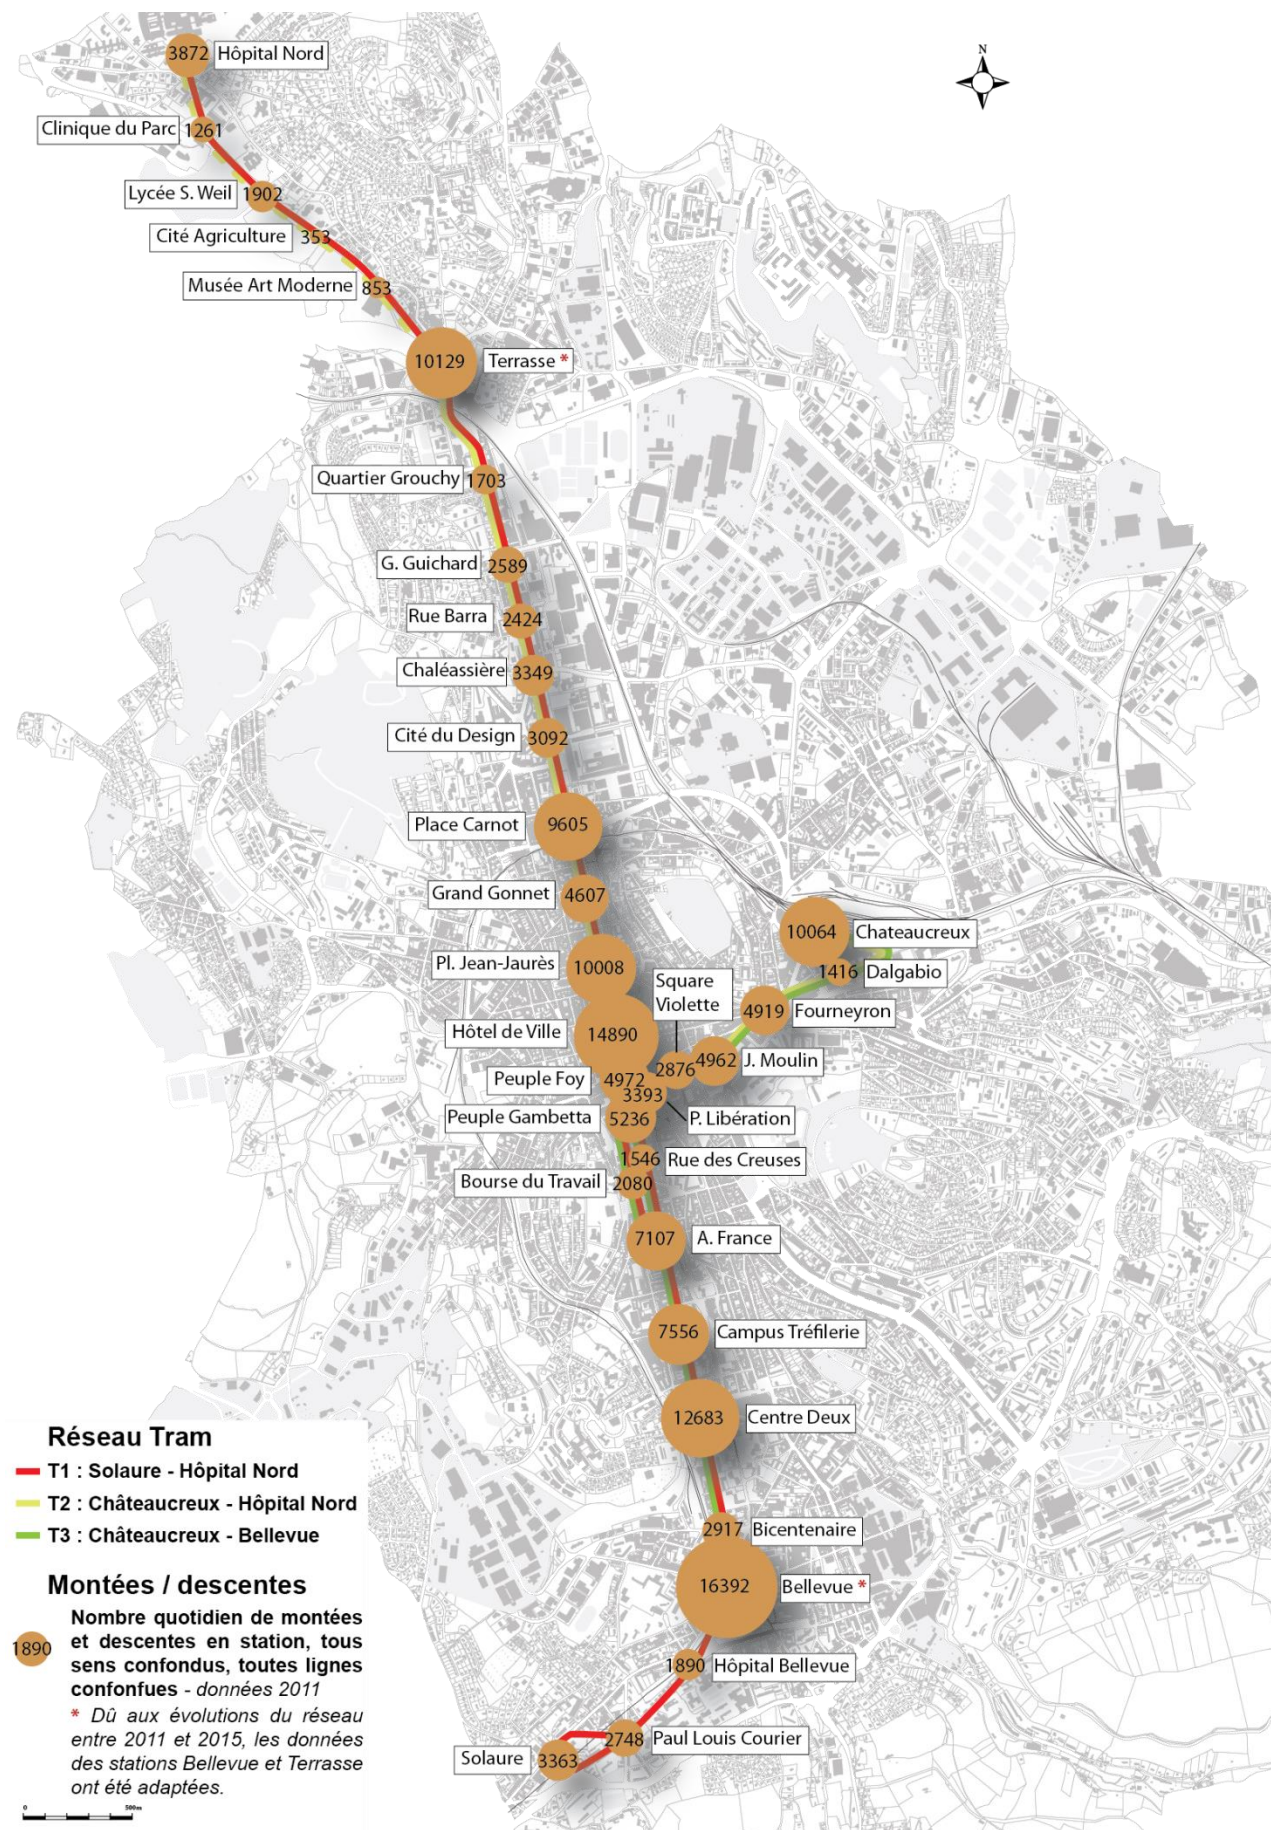 N
3872 Hôpital Nord
Clinique du Parc 1261
Lycée S. Weil 1902
Cité Agriculture 353
Musée Art Moderne 853
10129 Terrasse *
Quartier Grouchy 1703
G. Guichard 2589
Rue Barra 2424
Chaléassière 3349
Cité du Design 3092
Place Carnot 9605
Grand Gonnet 4607
10064 Chateaucreux
Pl. Jean-Jaurès 10008
1416 Dalgabio
Square
Violette
2876
4919 Fourneyron
Hôtel de Ville 14890
4962 J. Moulin
Peuple Foy 4972
3393 P. Libération
Peuple Gambetta 5236
1546 Rue des Creuses
Bourse du Travail 2080
7107 A. France
7556 Campus Tréfilerie
12683 Centre Deux
2917 Bicentenaire
16392 Bellevue *
1890 Hôpital Bellevue
2748 Paul Louis Courier
Solaure 3363
Réseau Tram
T1 : Solaure - Hôpital Nord
T2 : Châteaucreux - Hôpital Nord
T3 : Châteaucreux - Bellevue
Montées / descentes
1890
Nombre quotidien de montées
et descentes en station, tous
sens confondus, toutes lignes
confonfues - données 2011
* Dû aux évolutions du réseau
entre 2011 et 2015, les données
des stations Bellevue et Terrasse
ont été adaptées.
0 500m